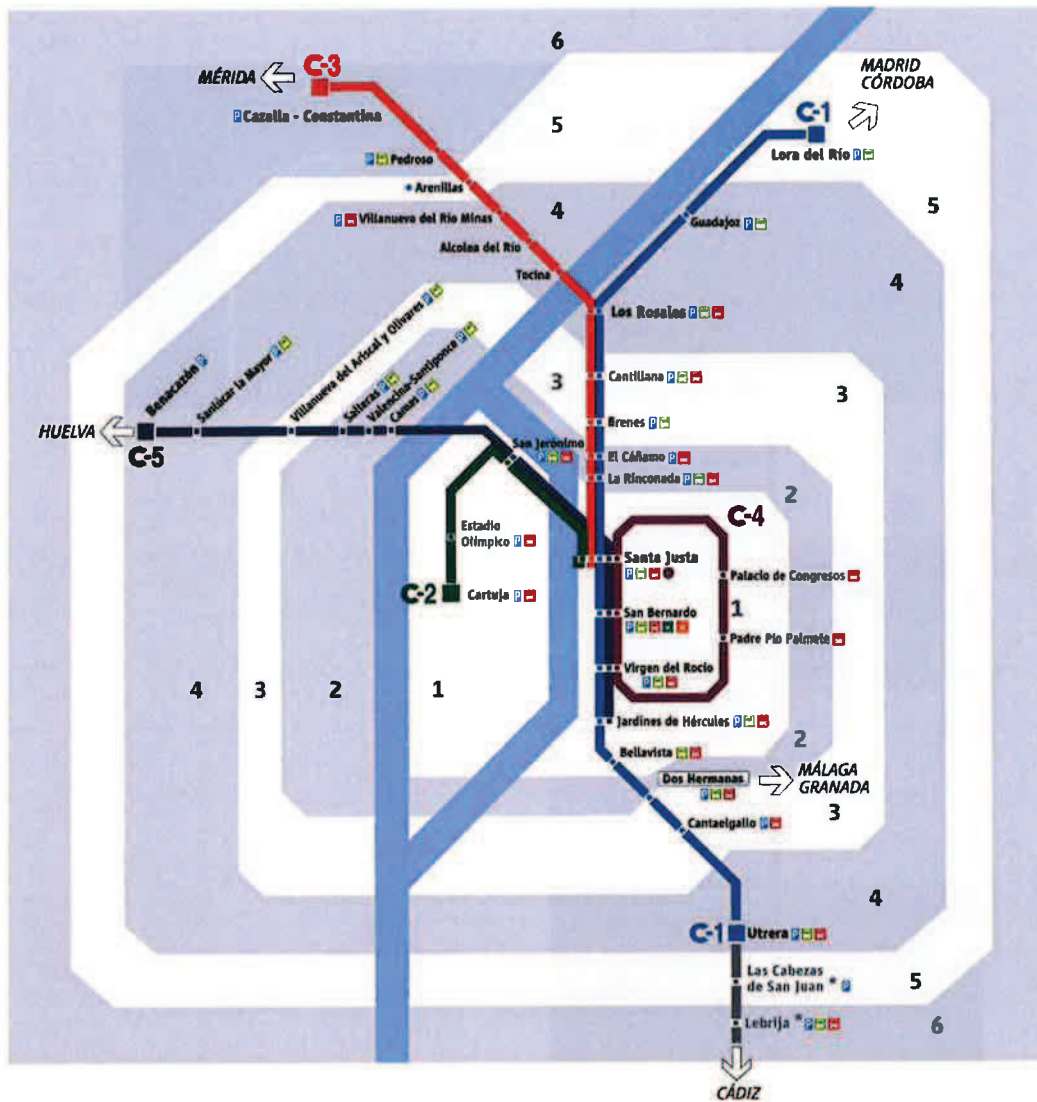 6
MÉRIDA
C-3
MADRID
CÓRDOBA
Cazalla - Constantina
5
C-1
Lora del Río
Pedroso
Arenillas
4
5
Villanueva del Río Minas
Guadajoz
Alcolea del Río
Tocina
4
Los Rosales
Villanueva del Ariscal y Olivares
Benacazón
Sanlúcar la Mayor
Salteras
Valencina-Santiponce
Camas
3
Cantillana
3
Brenes
HUELVA
C-5
San Jerónimo
El Cáñamo
La Rinconada
2
C-4
Estadio
Olímpico
Santa Justa
Palacio de Congresos
C-2
Cartuja
San Bernardo
1
Padre Pío Palmete
4
3
2
1
Virgen del Rocío
Jardines de Hércules
2
Bellavista
Dos Hermanas
MÁLAGA
GRANADA
3
Cantaelgallo
4
C-1
Utrera
Las Cabezas
de San Juan *
5
Lebrija *
6
CÁDIZ